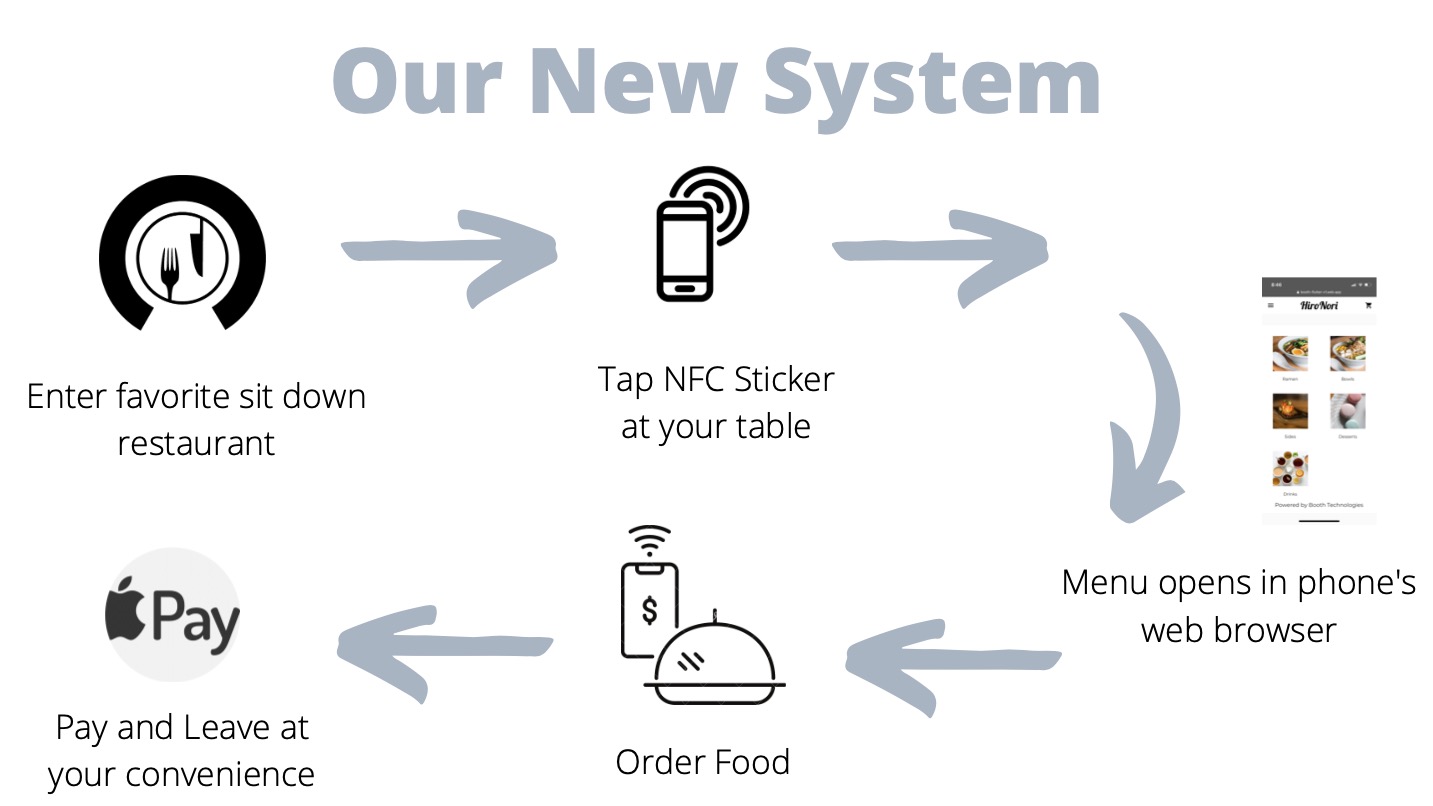 Our New System
Enter favorite sit down
restaurant
Tap NFC Sticker
at your table
8:46
HiroNori
Ramen
Bowls
Sides
Desserts
Drinks
Powered by Booth Technologies
Menu opens in phone's
web browser
$
Order Food
Pay
Pay and Leave at
your convenience